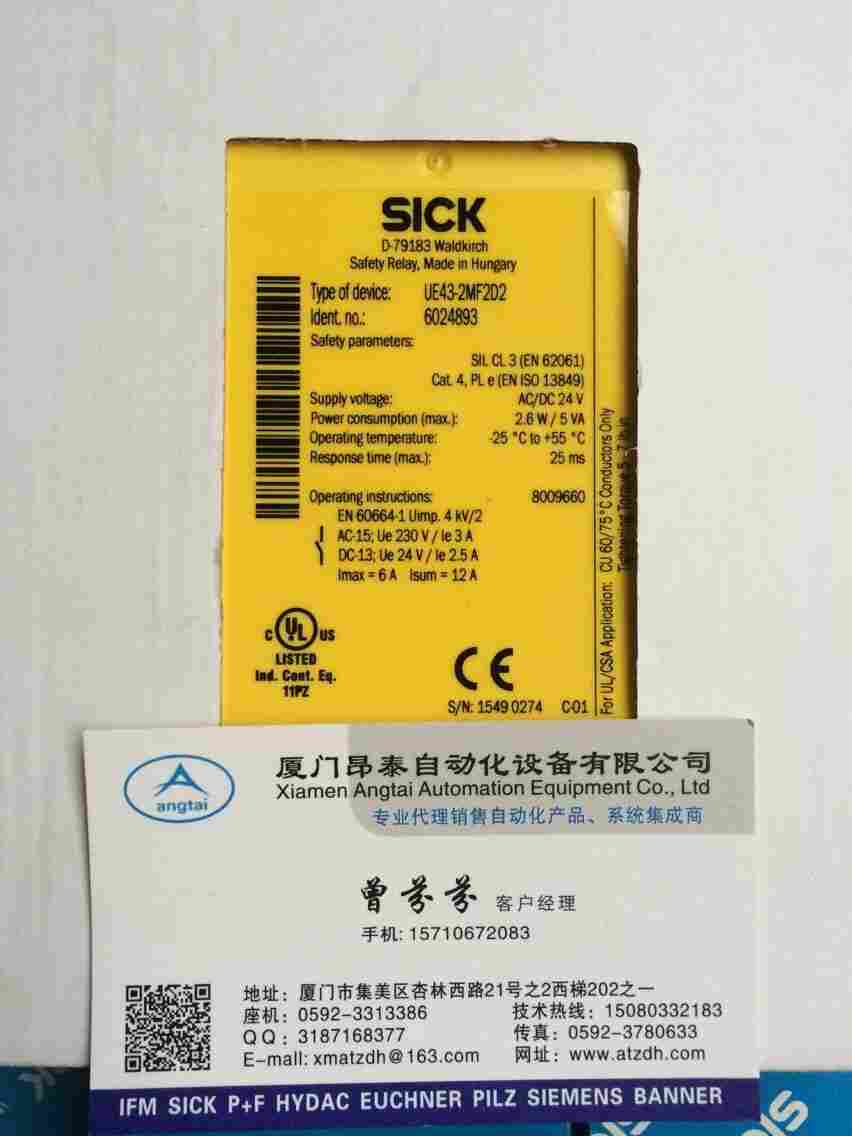 SICK
D-79183 Waldkirch
Safety Relay, Made in Hungary
Type of device: UE43-2MF2D2
Ident. no.: 6024893
Safety parameters:
SIL CL 3 (EN 62061)
Cat. 4, PL e (EN ISO 13849)
Supply voltage: AC/DC 24 V
Power consumption (max.): 2.6 W / 5 VA
Operating temperature: -25 °C to +55 °C
Response time (max.): 25 ms
Operating instructions: 8009660
EN 60664-1 Uimp. 4 kV/2
AC-15; Ue 230 V / Ie 3 A
DC-13; Ue 24 V / Ie 2.5 A
Imax = 6 A Isum = 12 A
C UL US
LISTED
Ind. Cont. Eq.
11PZ
CE
S/N: 1549 0274 C-01
For UL/CSA Application: CU 60/75°C Conductors Only
Tightening Torque 5 - 7
angtai
厦门昂泰自动化设备有限公司
Xiamen Angtai Automation Equipment Co., Ltd
专业代理销售自动化产品、系统集成商
曾芬芬 客户经理
手机: 15710672083
地址: 厦门市集美区杏林西路21号之2西梯202之一
座机: 0592-3313386 技术热线: 15080332183
Q Q : 3187168377 传真: 0592-3780633
E-mail: xmatzdh@163.com 网址: www.atzdh.com
IFM SICK P+F HYDAC EUCHNER PILZ SIEMENS BANNER